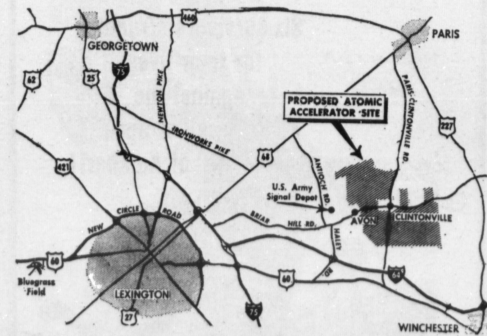 460
GEORGETOWN
PARIS
62
25
75
NEWTON PIKE
IRONWORKS PIKE
PROPOSED ATOMIC
ACCELERATOR SITE
PARIS-CLINTONVILLE RD.
227
68
ANTIOCH RD.
421
U.S. Army
Signal Depot
NEW CIRCLE ROAD
BRIAR HILL RD.
AVON
CLINTONVILLE
HALEY RD
60
Bluegrass
Field
LEXINGTON
60
27
75
WINCHESTER